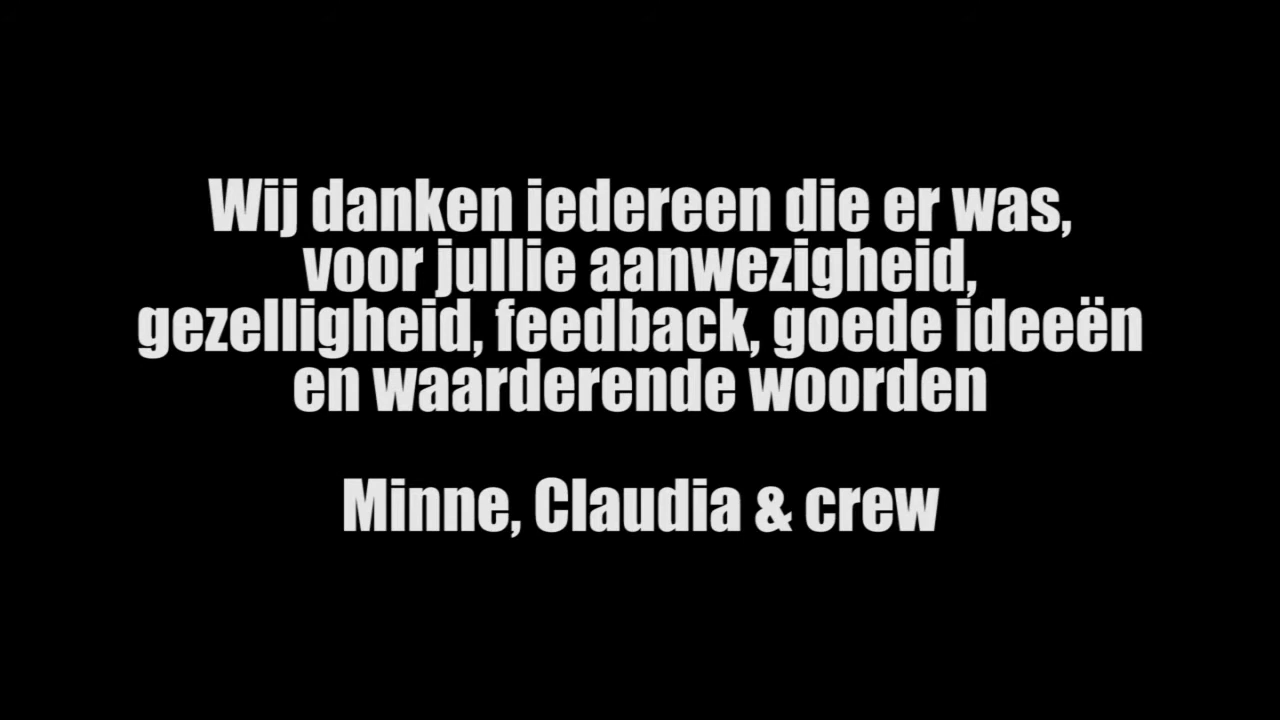 Wij danken iedereen die er was,
voor jullie aanwezigheid,
gezelligheid, feedback, goede ideeën
en waarderende woorden
Minne, Claudia & crew